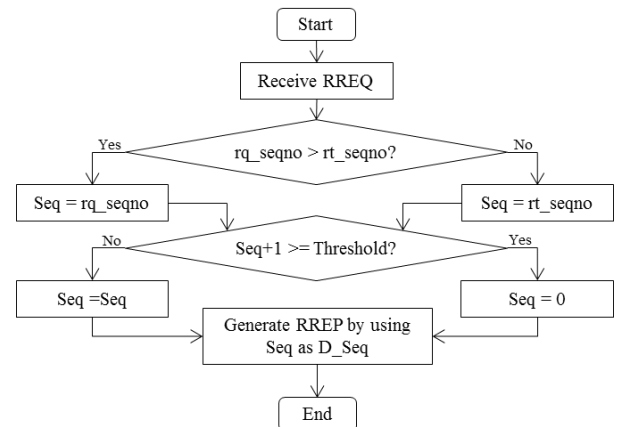 Start
Receive RREQ
rq_seqno > rt_seqno?
Yes
No
Seq = rq_seqno
Seq = rt_seqno
Seq+1 >= Threshold?
No
Yes
Seq =Seq
Seq = 0
Generate RREP by using
Seq as D_Seq
End